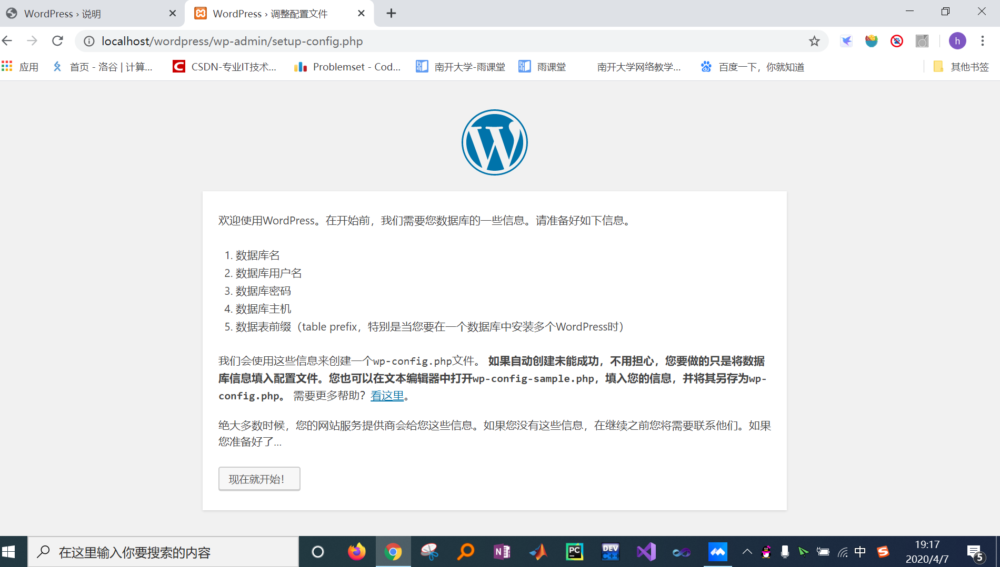 WordPress › 说明
WordPress › 调整配置文件
localhost/wordpress/wp-admin/setup-config.php
h
应用
首页 - 洛谷 | 计算...
CSDN-专业IT技术...
Problemset - Cod...
南开大学-雨课堂
雨课堂
南开大学网络教学...
百度一下，你就知道
其他书签
欢迎使用WordPress。在开始前，我们需要您数据库的一些信息。请准备好如下信息。
1. 数据库名
2. 数据库用户名
3. 数据库密码
4. 数据库主机
5. 数据表前缀（table prefix，特别是当您要在一个数据库中安装多个WordPress时）
我们会使用这些信息来创建一个wp-config.php文件。 如果自动创建未能成功，不用担心，您要做的只是将数据
库信息填入配置文件。您也可以在文本编辑器中打开wp-config-sample.php，填入您的信息，并将其另存为wp-
config.php。 需要更多帮助？看这里。
绝大多数时候，您的网站服务提供商会给您这些信息。如果您没有这些信息，在继续之前您将需要联系他们。如果
您准备好了...
现在就开始！
在这里输入你要搜索的内容
N
PC
DEV
C++
中
S
19:17
2020/4/7
5